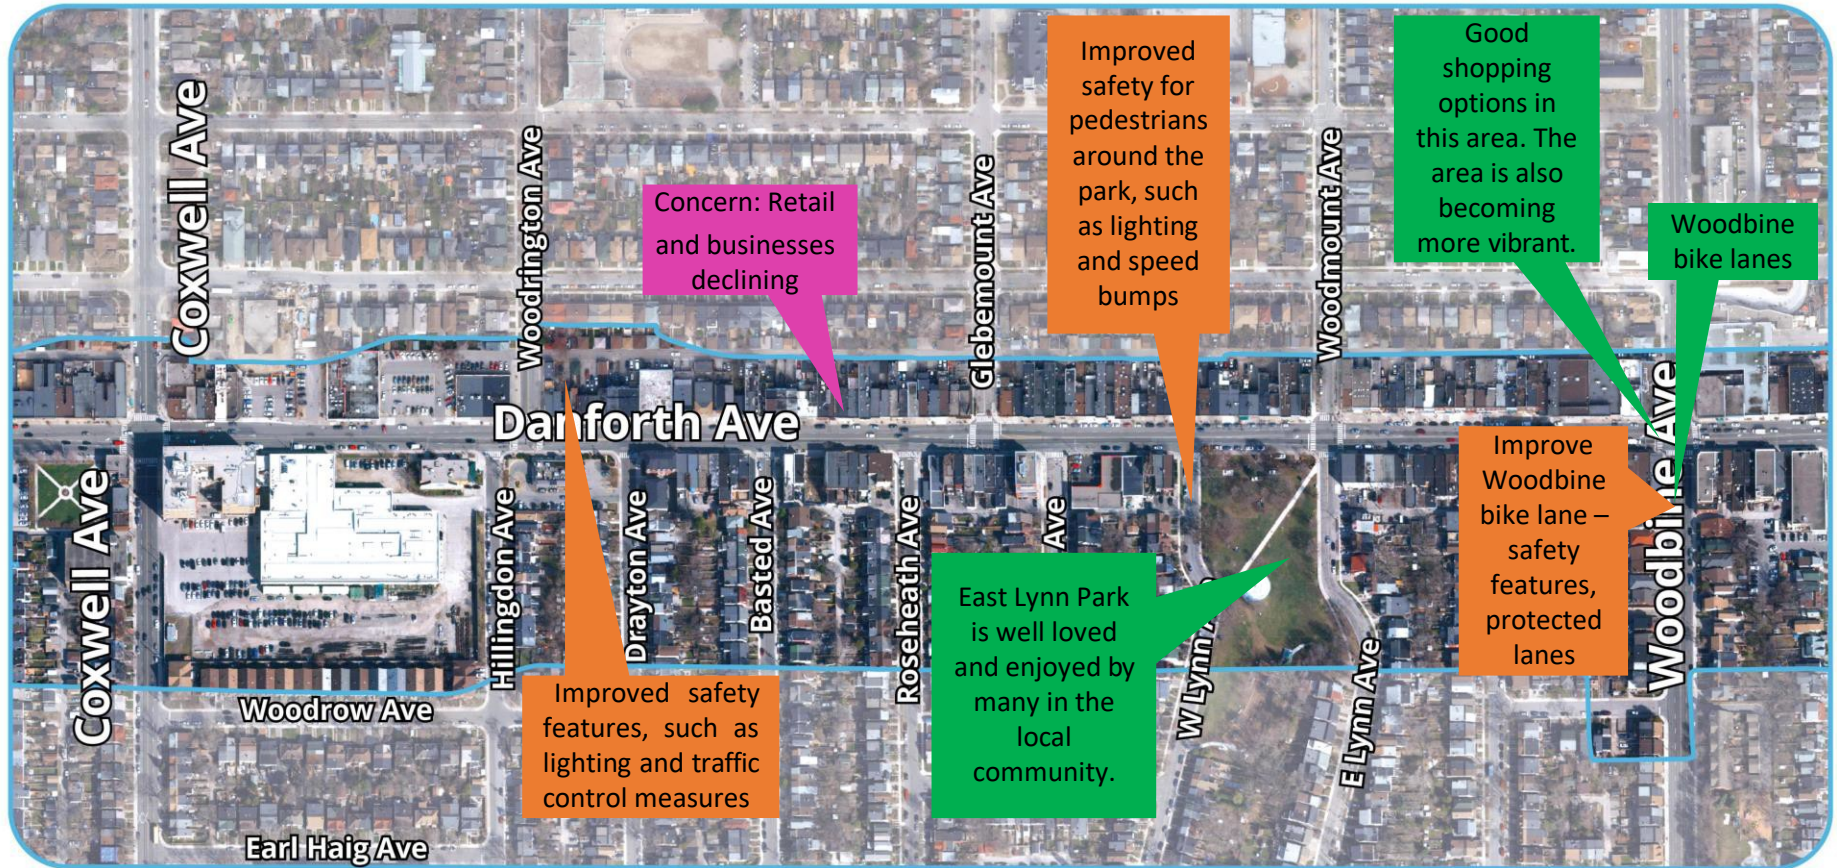 Coxwell Ave
Woodrington Ave
Concern: Retail
and businesses
declining
Glebemount Ave
Improved
safety for
pedestrians
around the
park, such
as lighting
and speed
bumps
Woodmount Ave
Good
shopping
options in
this area. The
area is also
becoming
more vibrant.
Woodbine
bike lanes
Danforth Ave
Coxwell Ave
Hillingdon Ave
Drayton Ave
Basted Ave
Roseheath Ave
Ave
W Lynn
E Lynn Ave
Woodbine Ave
Woodbine Ave
Improve
Woodbine
bike lane –
safety
features,
protected
lanes
East Lynn Park
is well loved
and enjoyed by
many in the
local
community.
Improved safety
features, such as
lighting and traffic
control measures
Woodrow Ave
Earl Haig Ave